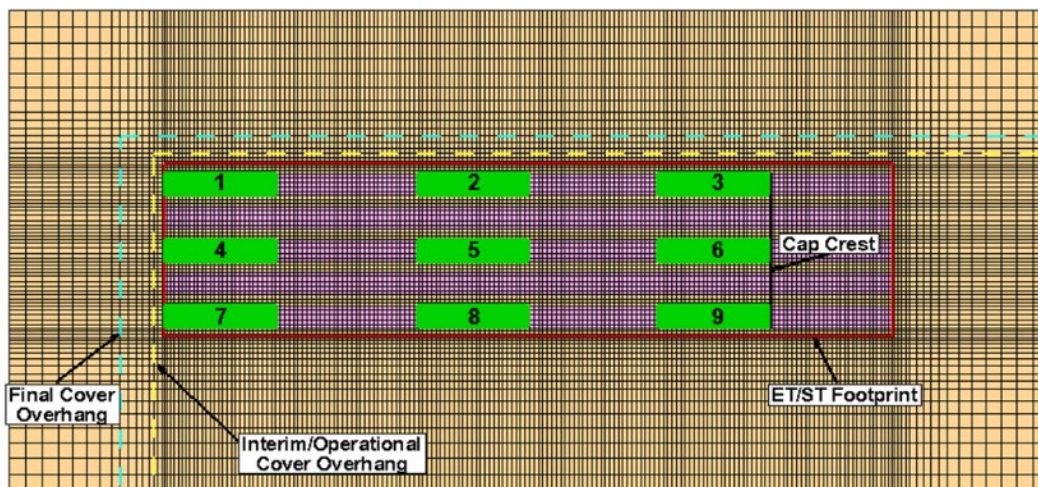 1
2
3
4
5
6
Cap Crest
7
8
9
Final Cover
Overhang
ET/ST Footprint
Interim/Operational
Cover Overhang